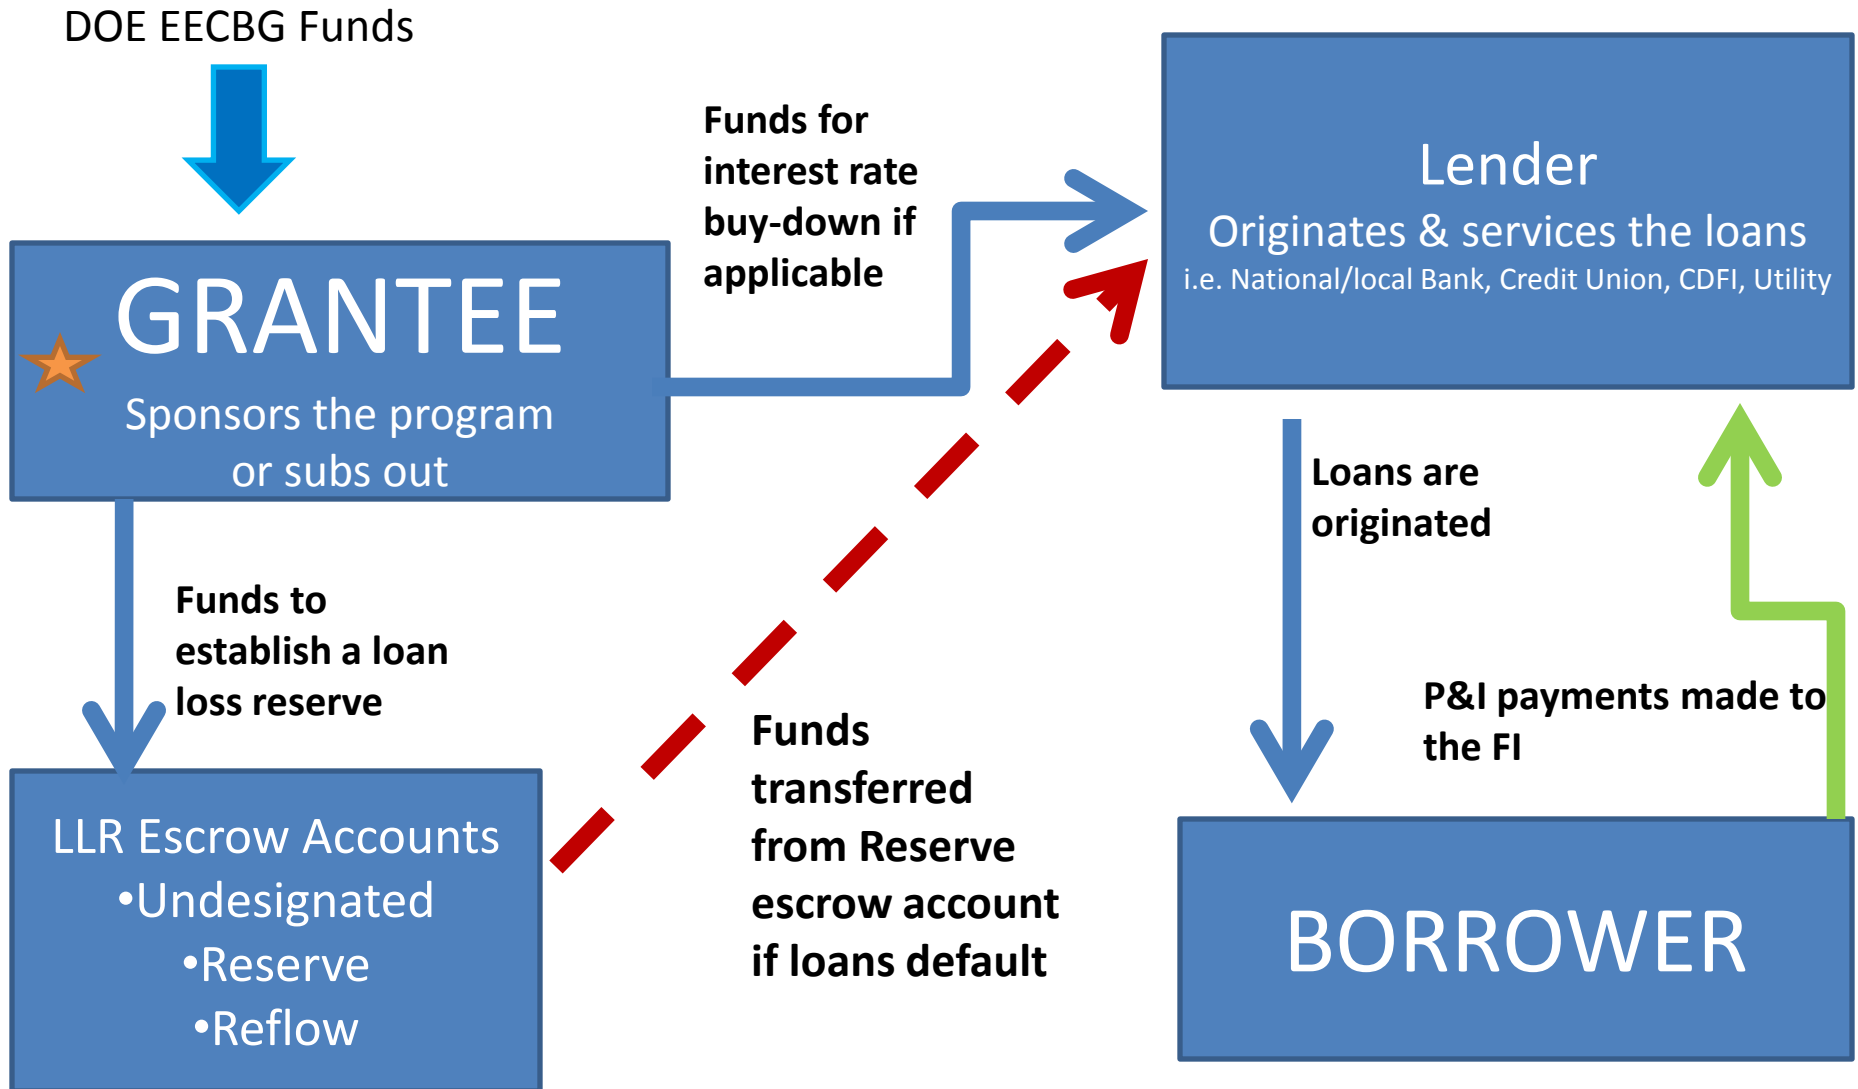 DOE EECBG Funds
GRANTEE
Sponsors the program
or subs out
Funds for
interest rate
buy-down if
applicable
Lender
Originates & services the loans
i.e. National/local Bank, Credit Union, CDFI, Utility
Funds to
establish a loan
loss reserve
Loans are
originated
P&I payments made to
the FI
LLR Escrow Accounts
•Undesignated
•Reserve
•Reflow
Funds
transferred
from Reserve
escrow account
if loans default
BORROWER